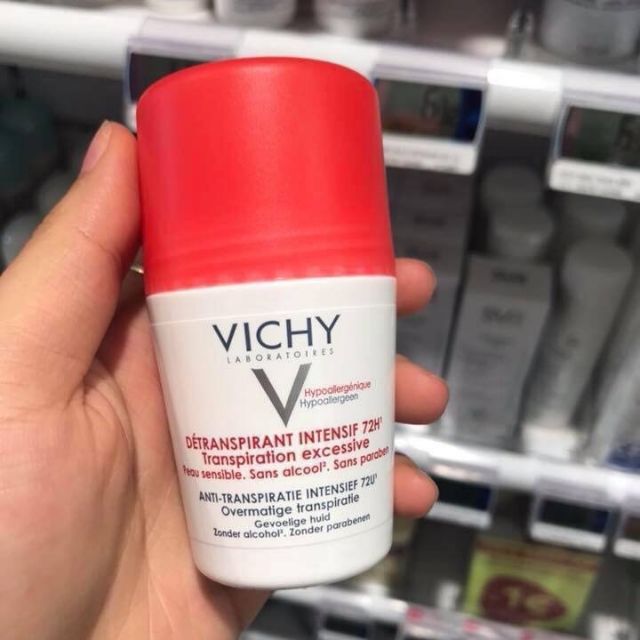 VICHY
LABORATOIRES
Hypoallergénique
Hypoallergeen
DÉTRANSPIRANT INTENSIF 72H¹
Transpiration excessive
Peau sensible. Sans alcool². Sans paraben
ANTI-TRANSPIRATIE INTENSIEF 72U¹
Overmatige transpiratie
Gevoelige huid
Zonder alcohol². Zonder parabenen